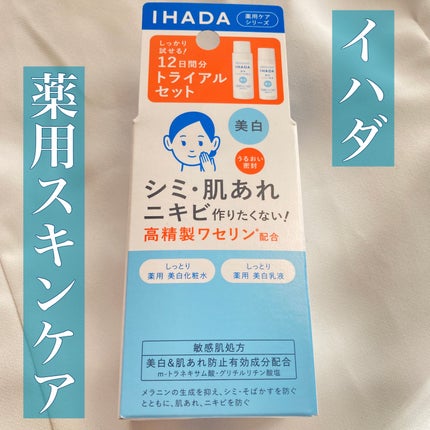 イハダ
薬用スキンケア
IHADA
薬用ケア
シリーズ
しっかり
試せる!
12日間分
トライアル
セット
IHADA
IHADA
美白
うるおい
密封
シミ・肌あれ
ニキビ作りたくない!
高精製ワセリン*配合
しっとり
薬用 美白化粧水
しっとり
薬用 美白乳液
敏感肌処方
美白&肌あれ防止有効成分配合
m-トラネキサム酸・グリチルリチン酸塩
メラニンの生成を抑え、シミ・そばかすを防ぐ
とともに、肌あれ、ニキビを防ぐ